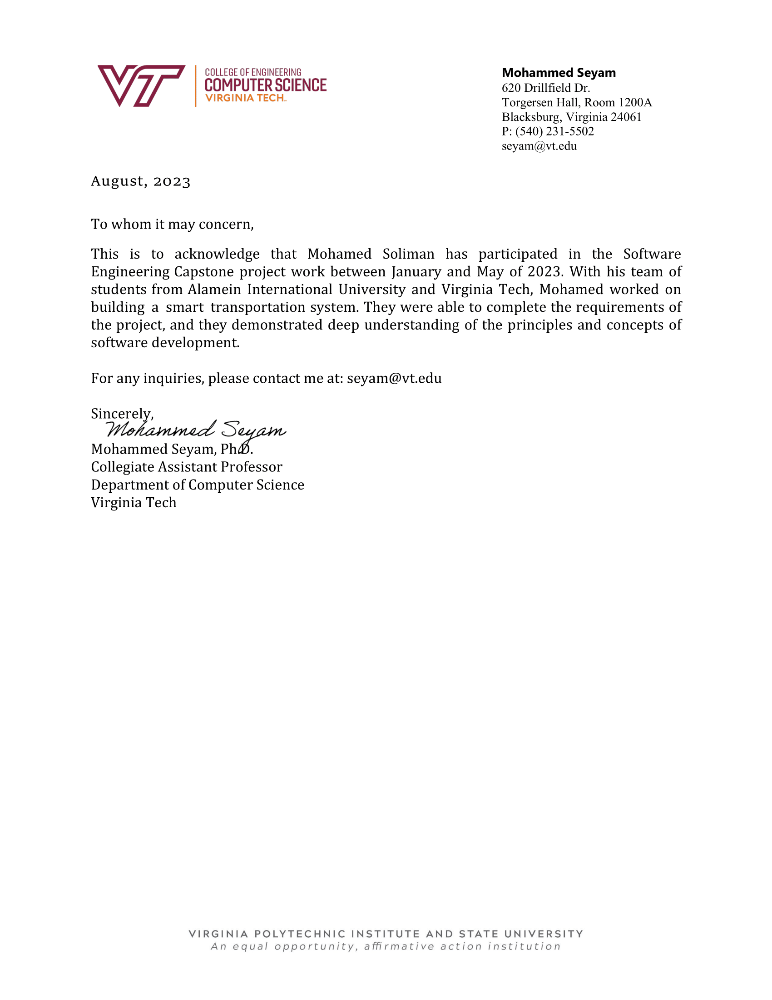 VT
COLLEGE OF ENGINEERING
COMPUTER SCIENCE
VIRGINIA TECH™
Mohammed Seyam
620 Drillfield Dr.
Torgersen Hall, Room 1200A
Blacksburg, Virginia 24061
P: (540) 231-5502
seyam@vt.edu
August, 2023
To whom it may concern,
This is to acknowledge that Mohamed Soliman has participated in the Software
Engineering Capstone project work between January and May of 2023. With his team of
students from Alamein International University and Virginia Tech, Mohamed worked on
building a smart transportation system. They were able to complete the requirements of
the project, and they demonstrated deep understanding of the principles and concepts of
software development.
For any inquiries, please contact me at: seyam@vt.edu
Sincerely,
Mohammed Seyam
Mohammed Seyam, Ph.D.
Collegiate Assistant Professor
Department of Computer Science
Virginia Tech
VIRGINIA POLYTECHNIC INSTITUTE AND STATE UNIVERSITY
An equal opportunity, affirmative action institution